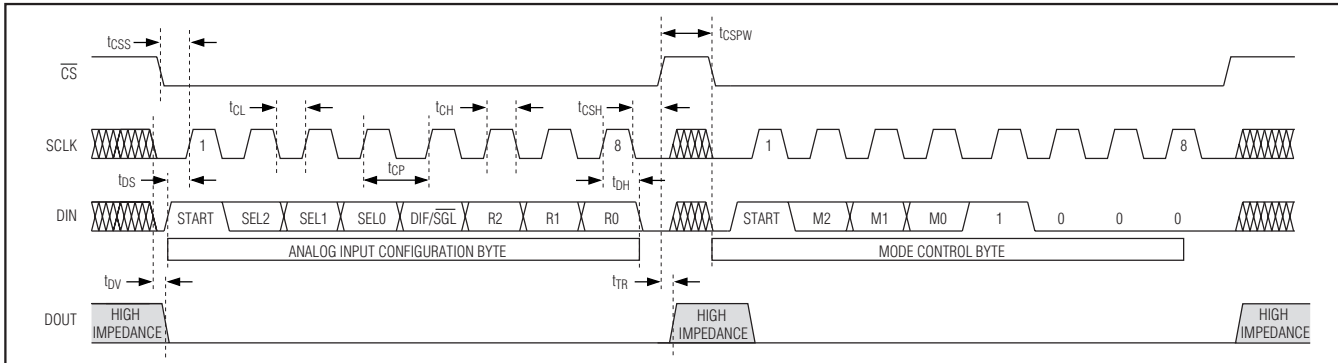 tCSS
tCSPW
CS
tCL
tCH
tCSH
SCLK
1
8
1
8
tCP
tDS
tDH
DIN
START SEL2 SEL1 SEL0 DIF/SGL R2 R1 R0
START M2 M1 M0 1 0 0 0
ANALOG INPUT CONFIGURATION BYTE
MODE CONTROL BYTE
tDV
tTR
DOUT
HIGH
IMPEDANCE
HIGH
IMPEDANCE
HIGH
IMPEDANCE